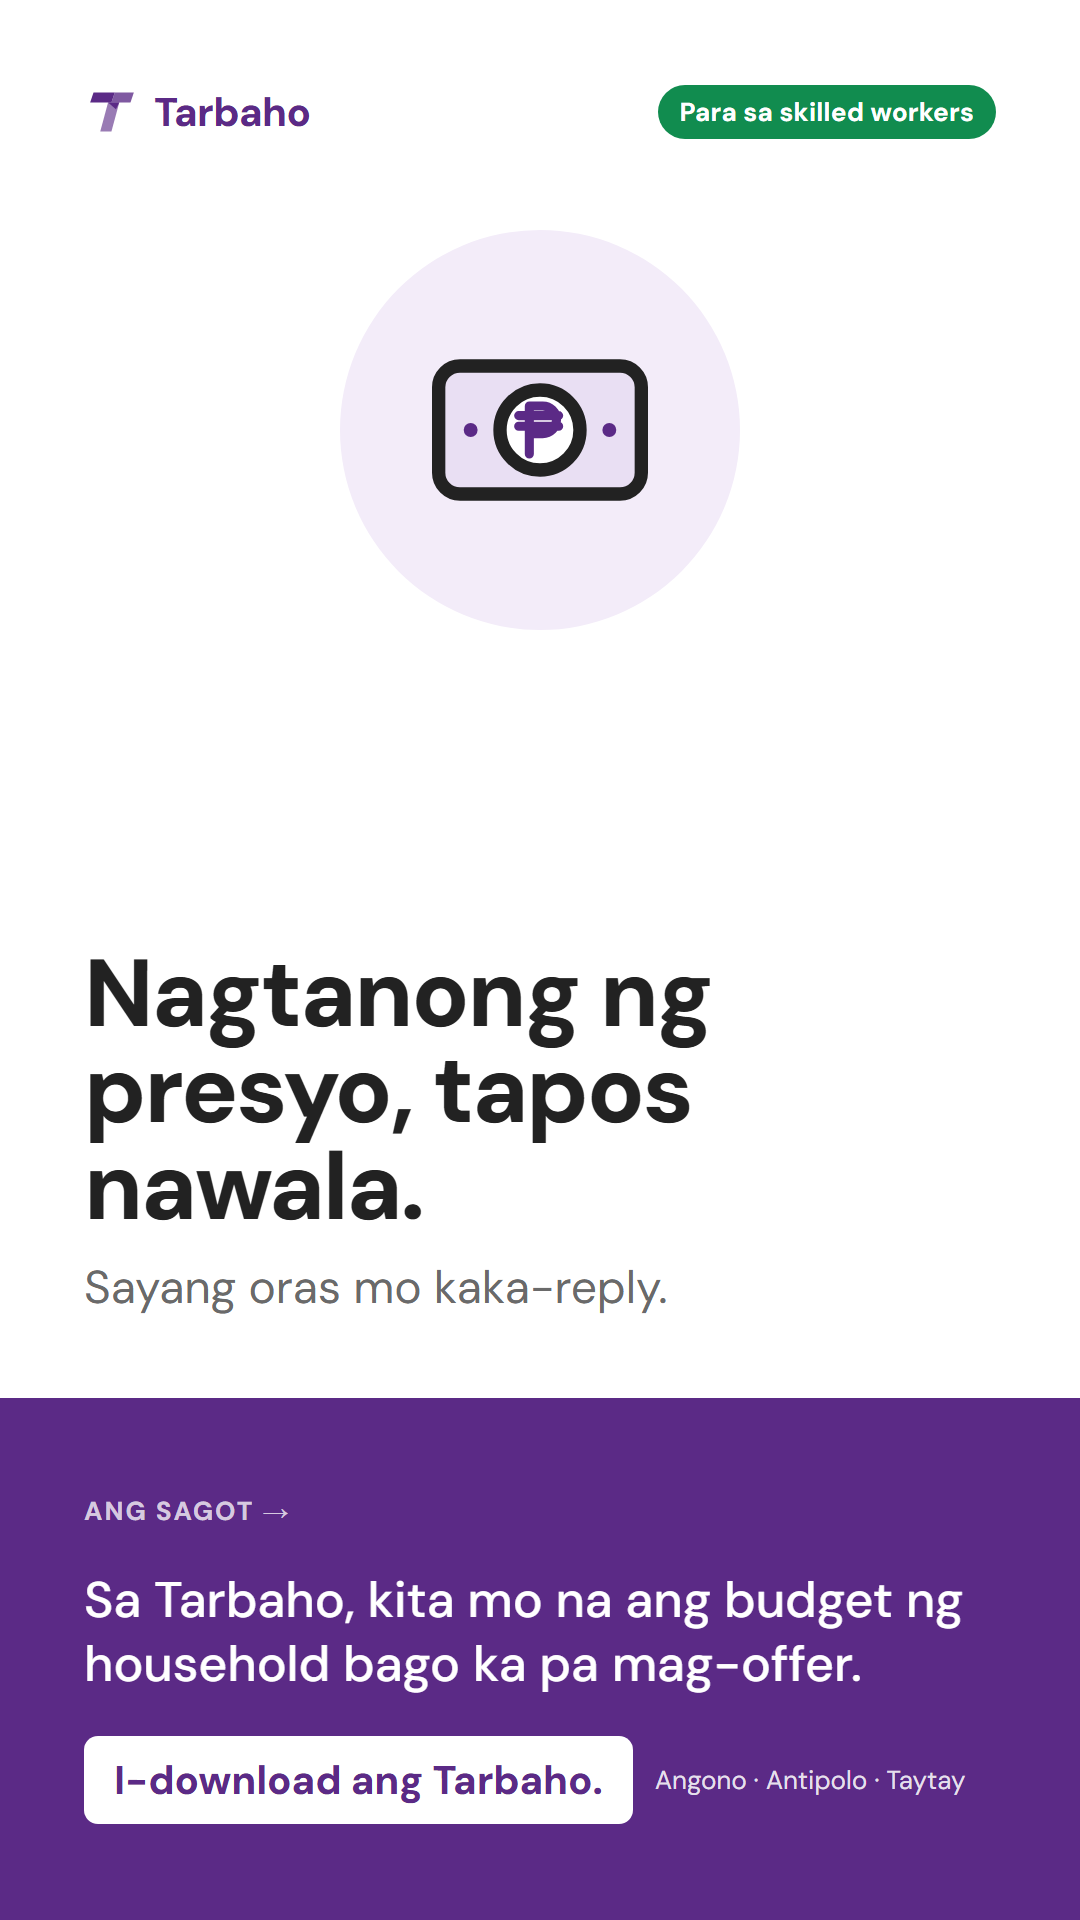 Tarbaho
Para sa skilled workers
₱
Nagtanong ng
presyo, tapos
nawala.
Sayang oras mo kaka-reply.
ANG SAGOT →
Sa Tarbaho, kita mo na ang budget ng
household bago ka pa mag-offer.
I-download ang Tarbaho.
Angono · Antipolo · Taytay